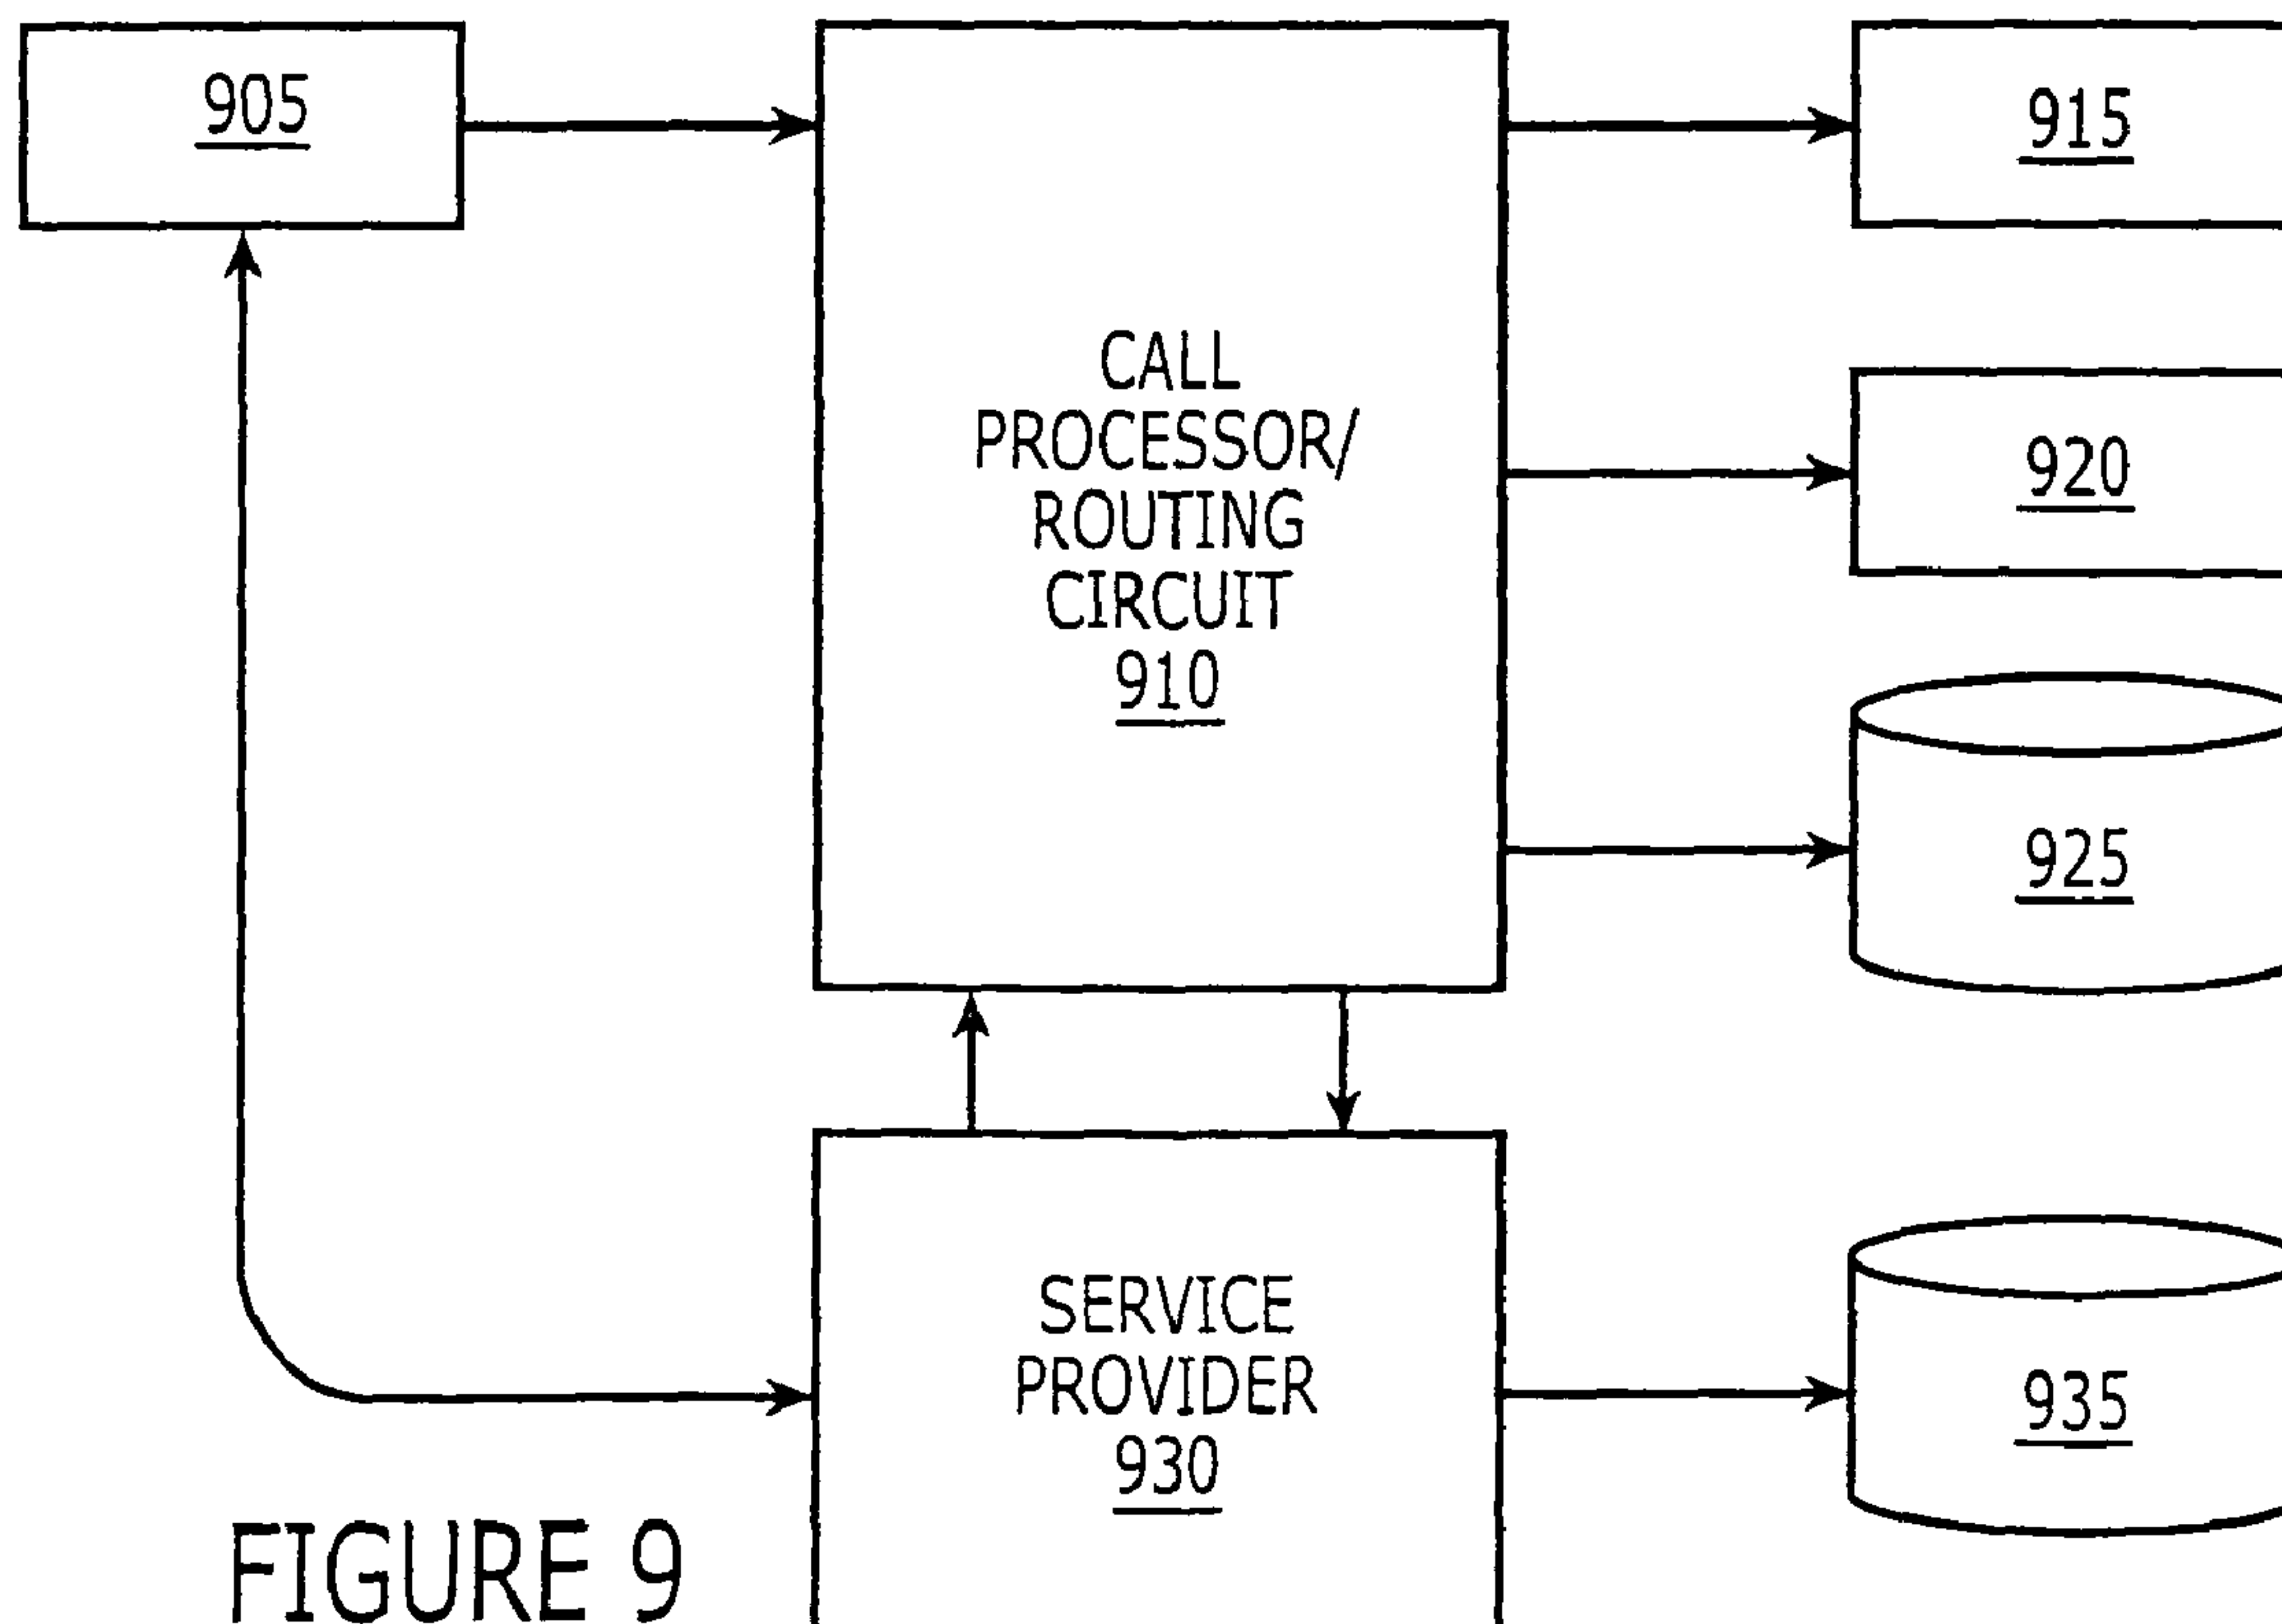 905
915
CALL
PROCESSOR/
ROUTING
CIRCUIT
910
920
925
SERVICE
PROVIDER
930
935
FIGURE 9